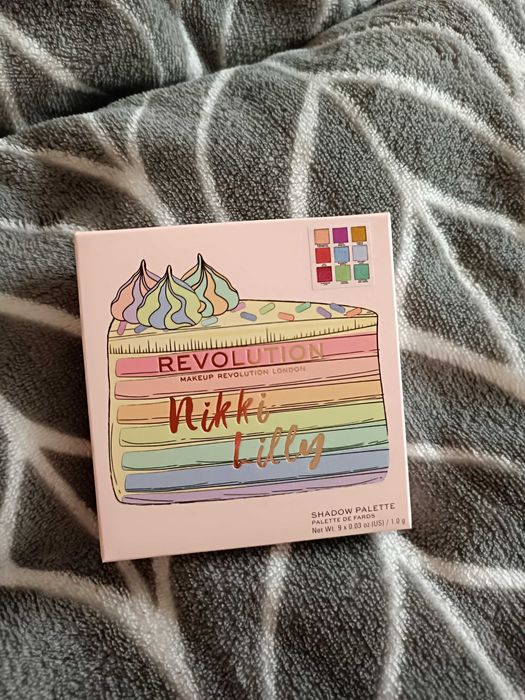 REVOLUTION
MAKEUP REVOLUTION LONDON
Nikki
Lilly
SHADOW PALETTE
PALETTE DE FARDS
Net Wt. 9 x 0.03 oz (US) / 1.0 g